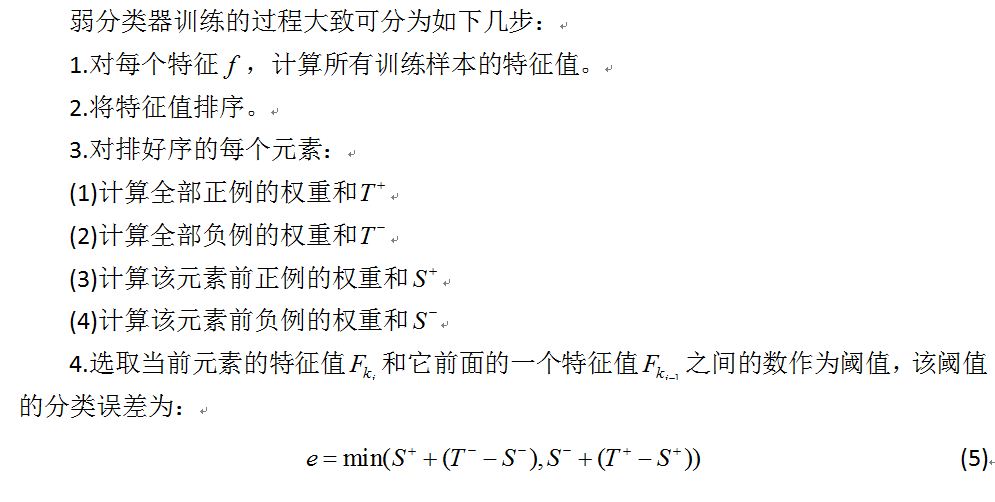 弱分类器训练的过程大致可分为如下几步：
1.对每个特征 f ，计算所有训练样本的特征值。
2.将特征值排序。
3.对排好序的每个元素：
(1)计算全部正例的权重和 T⁺
(2)计算全部负例的权重和 T⁻
(3)计算该元素前正例的权重和 S⁺
(4)计算该元素前负例的权重和 S⁻
4.选取当前元素的特征值 F_{k_i} 和它前面的一个特征值 F_{k_{i-1}} 之间的数作为阈值，该阈值
的分类误差为：
e = min(S⁺ + (T⁻ − S⁻), S⁻ + (T⁺ − S⁺)) (5)